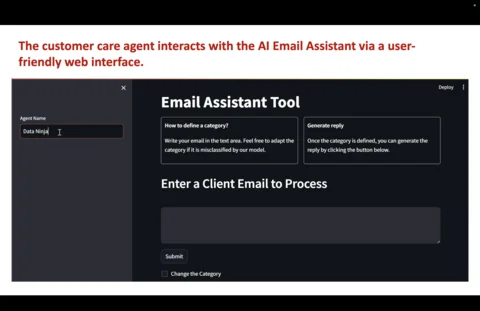 The customer care agent interacts with the AI Email Assistant via a user-
friendly web interface.
Deploy
Agent Name
Data Ninja
Email Assistant Tool
How to define a category?
Write your email in the text area. Feel free to adapt the
category if it is misclassified by our model.
Generate reply
Once the category is defined, you can generate the
reply by clicking the button below.
Enter a Client Email to Process
Submit
Change the Category